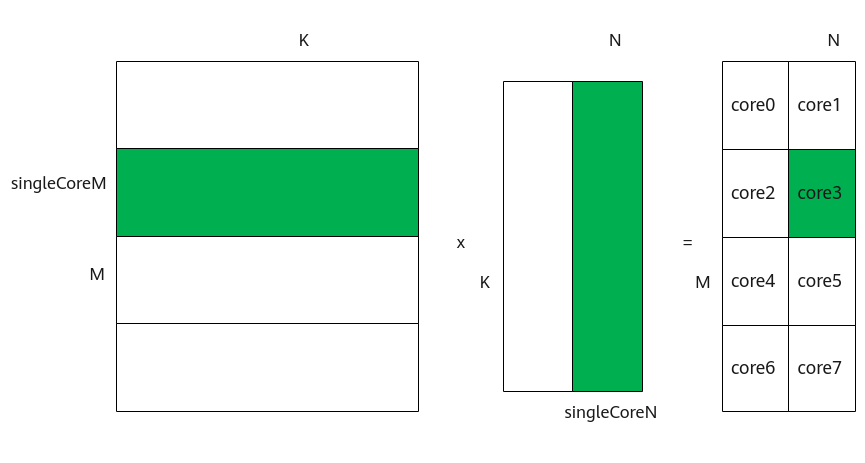 K
N
N
core0 core1
singleCoreM
core2 core3
x
=
M
K
M
core4 core5
core6 core7
singleCoreN